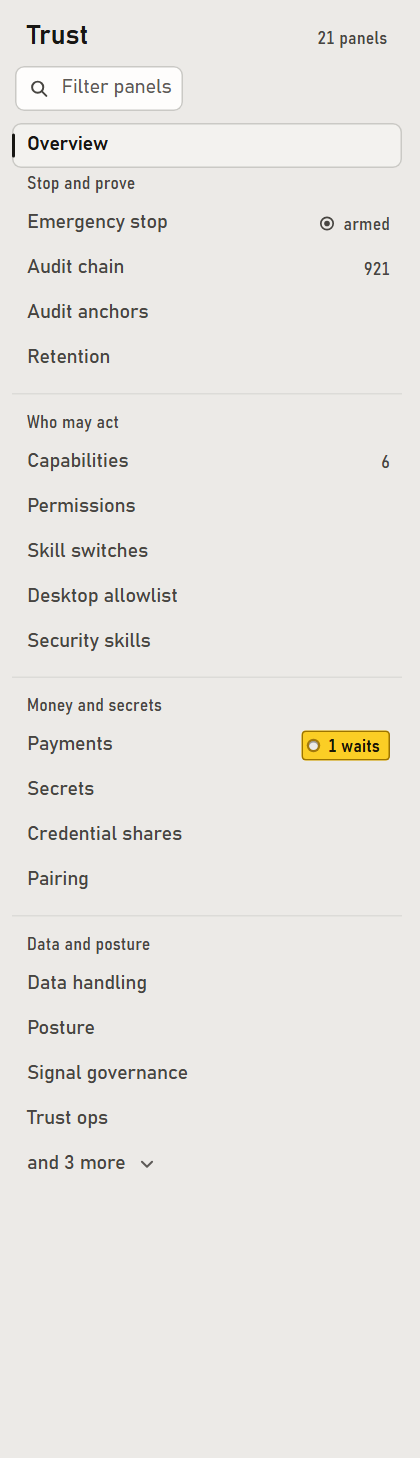 Trust
21 panels
Filter panels
Overview
Stop and prove
Emergency stop
armed
Audit chain
921
Audit anchors
Retention
Who may act
Capabilities
6
Permissions
Skill switches
Desktop allowlist
Security skills
Money and secrets
Payments
1 waits
Secrets
Credential shares
Pairing
Data and posture
Data handling
Posture
Signal governance
Trust ops
and 3 more